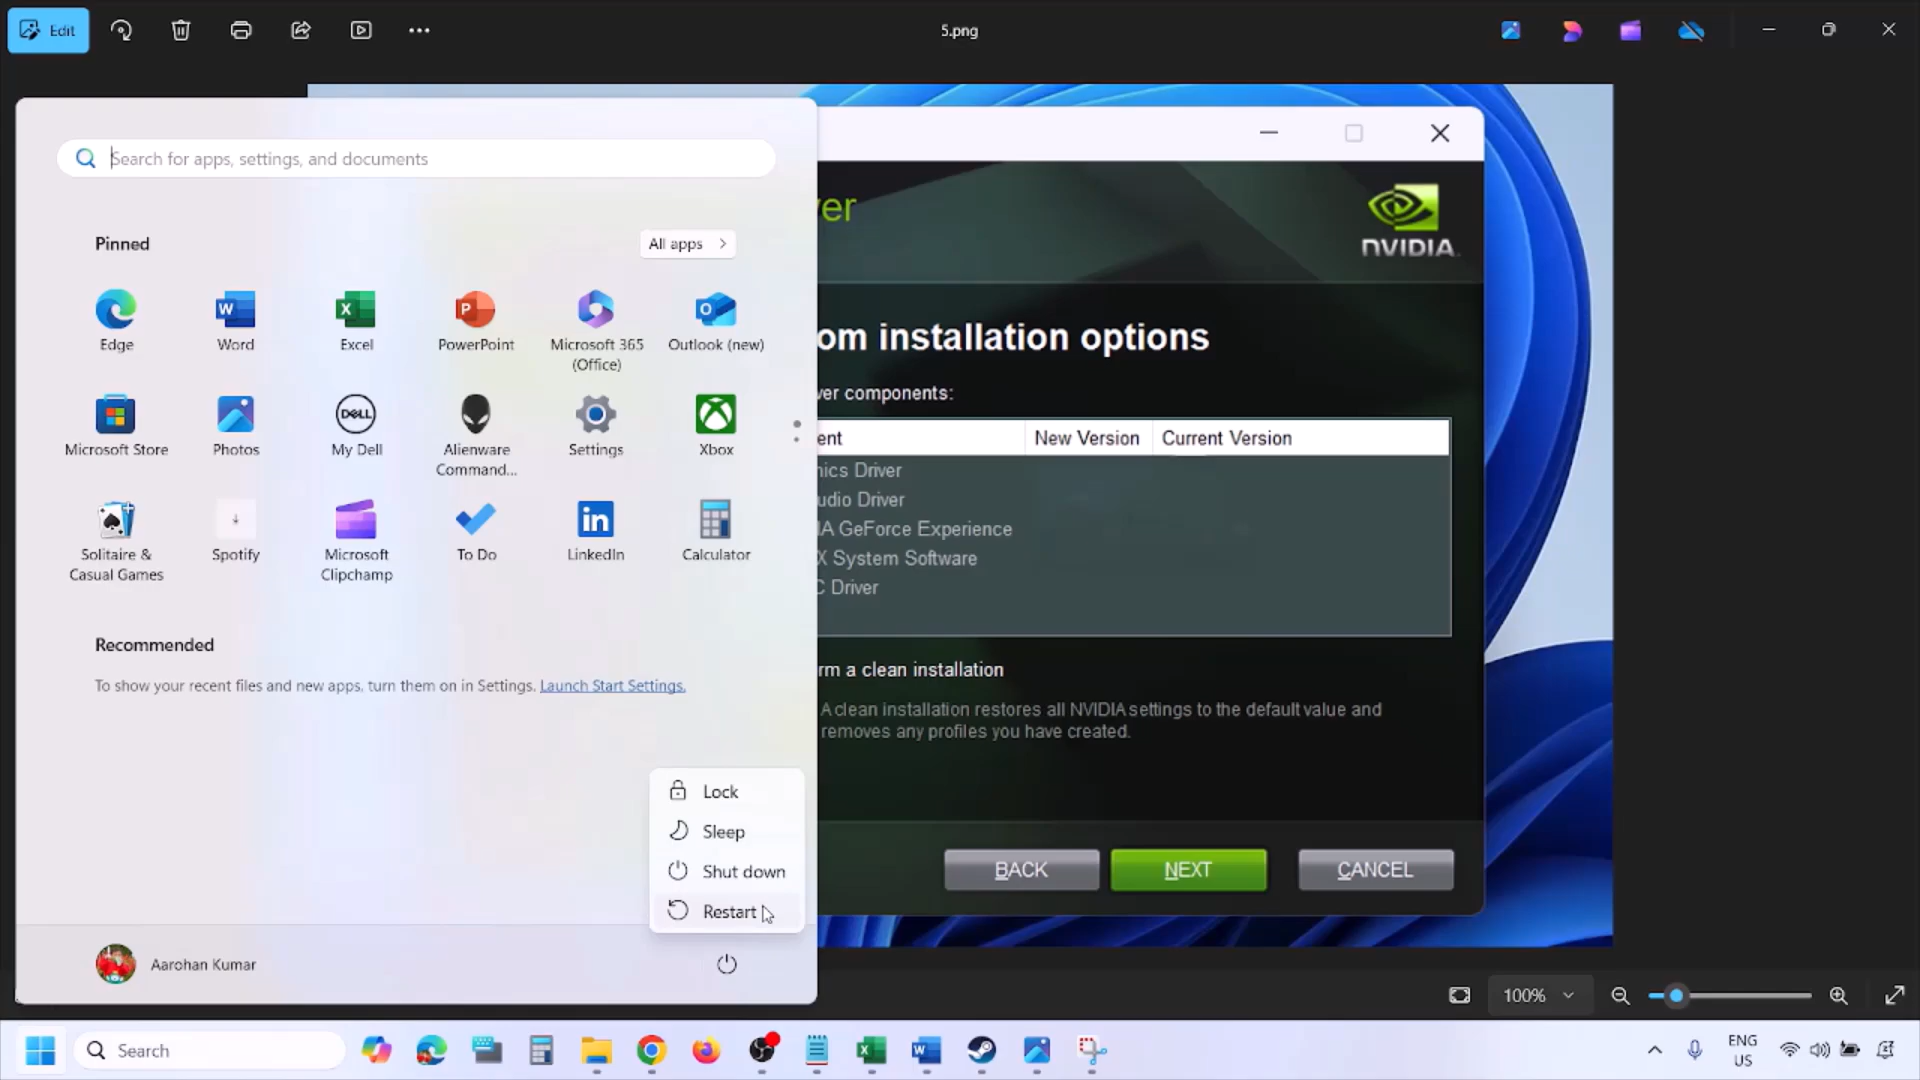 Edit
5.png
Search for apps, settings, and documents
Pinned
All apps
Edge
Word
Excel
PowerPoint
Microsoft 365
(Office)
Outlook (new)
Microsoft Store
Photos
DELL
My Dell
Alienware
Command...
Settings
Xbox
Solitaire &
Casual Games
Spotify
Microsoft
Clipchamp
To Do
LinkedIn
Calculator
Recommended
To show your recent files and new apps, turn them on in Settings. Launch Start Settings.
Lock
Sleep
Shut down
Restart
Aarohan Kumar
ver
NVIDIA.
om installation options
ver components:
ent
New Version
Current Version
nics Driver
udio Driver
IA GeForce Experience
X System Software
C Driver
rm a clean installation
A clean installation restores all NVIDIA settings to the default value and
removes any profiles you have created.
BACK
NEXT
CANCEL
100%
Search
ENG
US